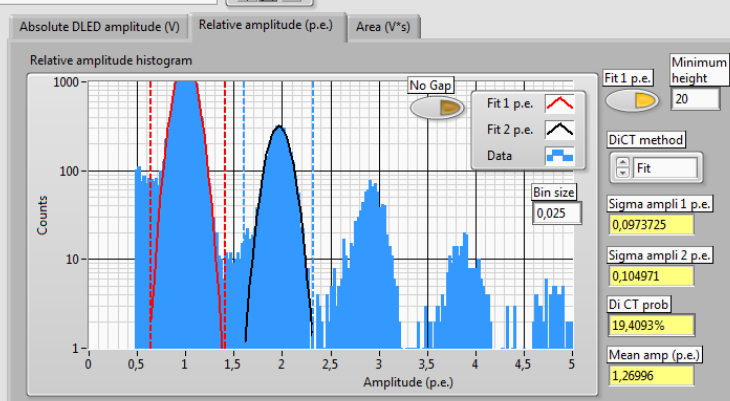 Absolute DLED amplitude (V)
Relative amplitude (p.e.)
Area (V*s)
Relative amplitude histogram
No Gap
Fit 1 p.e.
Fit 2 p.e.
Data
Bin size
0,025
Counts
1000
100
10
1
0
0,5
1
1,5
2
2,5
3
3,5
4
4,5
5
Amplitude (p.e.)
Fit 1 p.e.
Minimum
height
20
DiCT method
Fit
Sigma ampli 1 p.e.
0,0973725
Sigma ampli 2 p.e.
0,104971
Di CT prob
19,4093%
Mean amp (p.e.)
1,26996